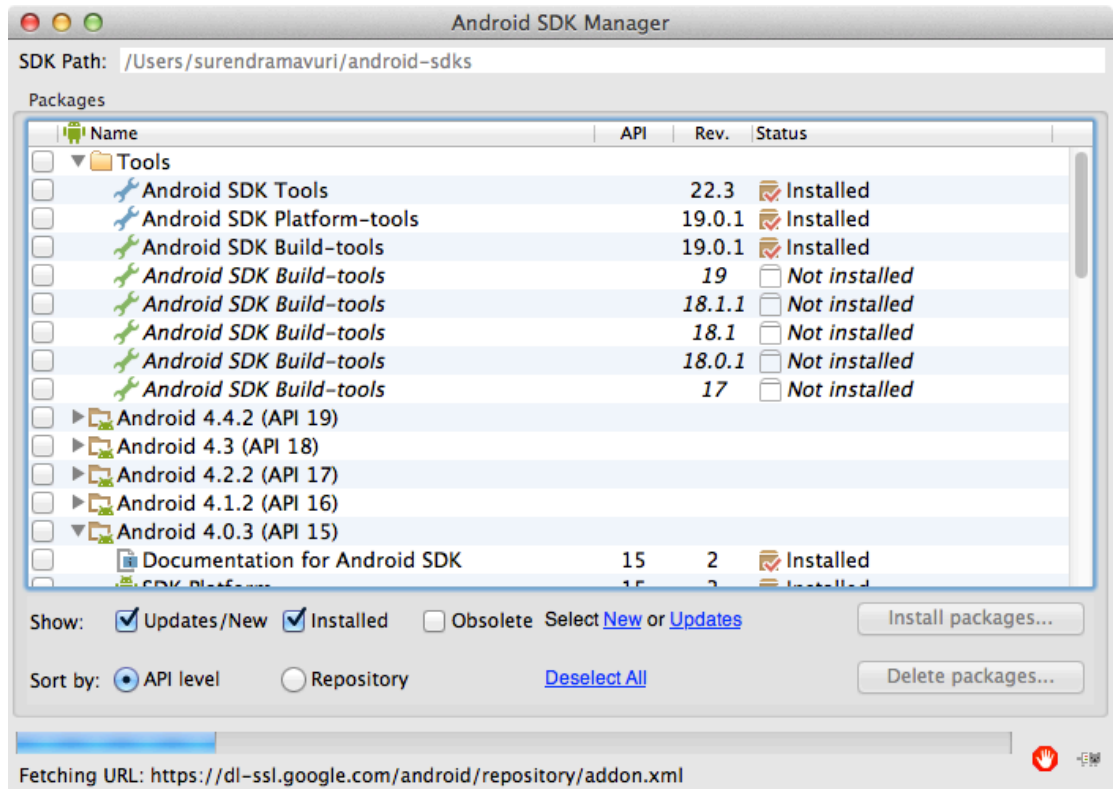 Android SDK Manager
SDK Path: /Users/surendramavuri/android-sdks
Packages
Name API Rev. Status
Tools
Android SDK Tools 22.3 Installed
Android SDK Platform-tools 19.0.1 Installed
Android SDK Build-tools 19.0.1 Installed
Android SDK Build-tools 19 Not installed
Android SDK Build-tools 18.1.1 Not installed
Android SDK Build-tools 18.1 Not installed
Android SDK Build-tools 18.0.1 Not installed
Android SDK Build-tools 17 Not installed
Android 4.4.2 (API 19)
Android 4.3 (API 18)
Android 4.2.2 (API 17)
Android 4.1.2 (API 16)
Android 4.0.3 (API 15)
Documentation for Android SDK 15 2 Installed
SDK Platform 15 Installed
Show: Updates/New Installed Obsolete Select New or Updates Install packages...
Sort by: API level Repository Deselect All Delete packages...
Fetching URL: https://dl-ssl.google.com/android/repository/addon.xml